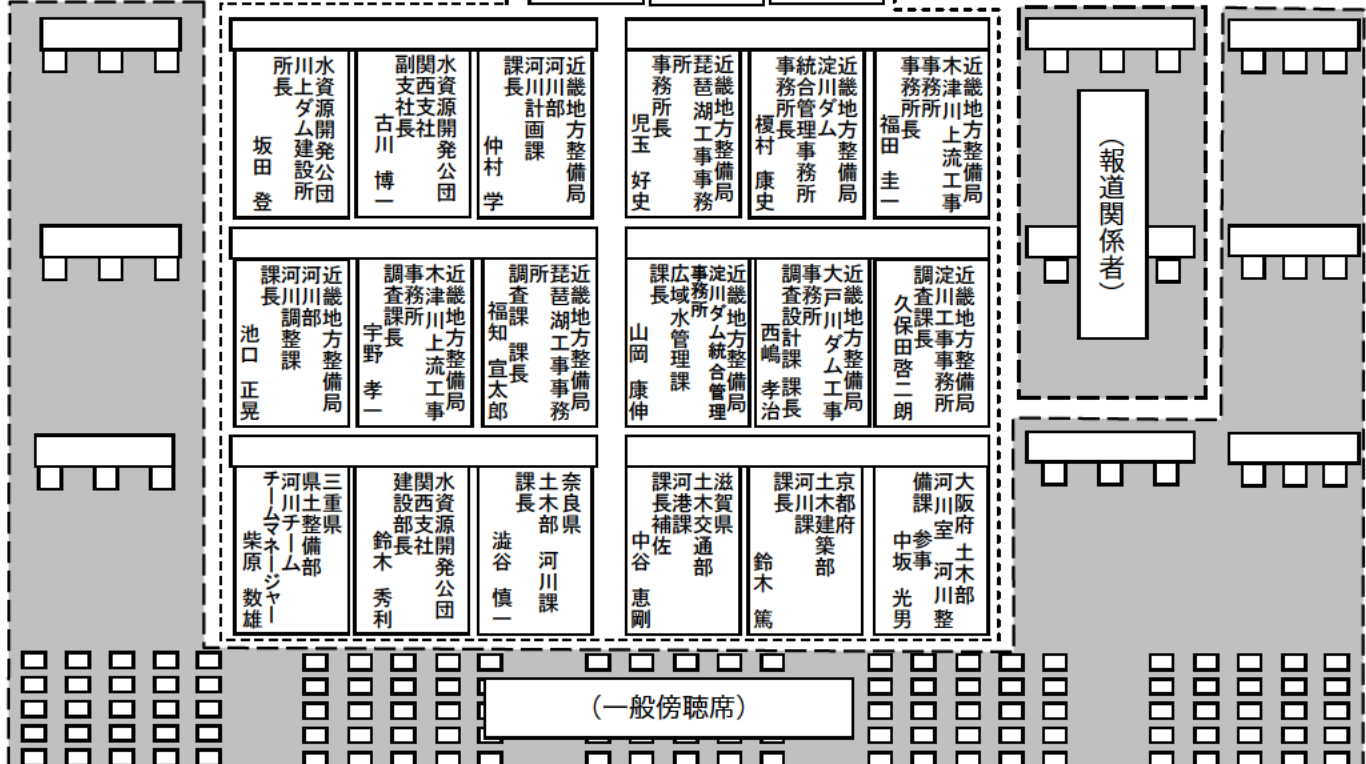 水資源開発公団
川上ダム建設所
所長
坂田 登
水資源開発公団
関西支社
副支社長
古川 博一
近畿地方整備局
河川部
河川計画課
課長
仲村 学
近畿地方整備局
琵琶湖工事事務
所
事務所長
児玉 好史
近畿地方整備局
淀川ダム
統合管理事務所
事務所長
榎村 康史
近畿地方整備局
木津川上流工事
事務所
事務所長
福田 圭一
(報道関係者)
近畿地方整備局
河川部
河川調整課
課長
池口 正晃
近畿地方整備局
木津川上流工事
事務所
調査課長
宇野 孝一
近畿地方整備局
琵琶湖工事事務
所
調査課 課長
福知 宣太郎
近畿地方整備局
淀川ダム統合管理
事務所
広域水管理課
課長
山岡 康伸
近畿地方整備局
大戸川ダム工事
事務所
調査設計課 課長
西嶋 孝治
近畿地方整備局
淀川工事事務所
調査課長
久保田啓二朗
三重県
県土整備部
河川チーム
チームマネージャー
柴原 数雄
水資源開発公団
関西支社
建設部長
鈴木 秀利
奈良県
土木部 河川課
課長
澁谷 慎一
滋賀県
土木交通部
河港課
課長補佐
中谷 恵剛
京都府
土木建築部
河川課
課長
鈴木 篤
大阪府 土木部
河川室 河川整
備課 参事
中坂 光男
(一般傍聴席)